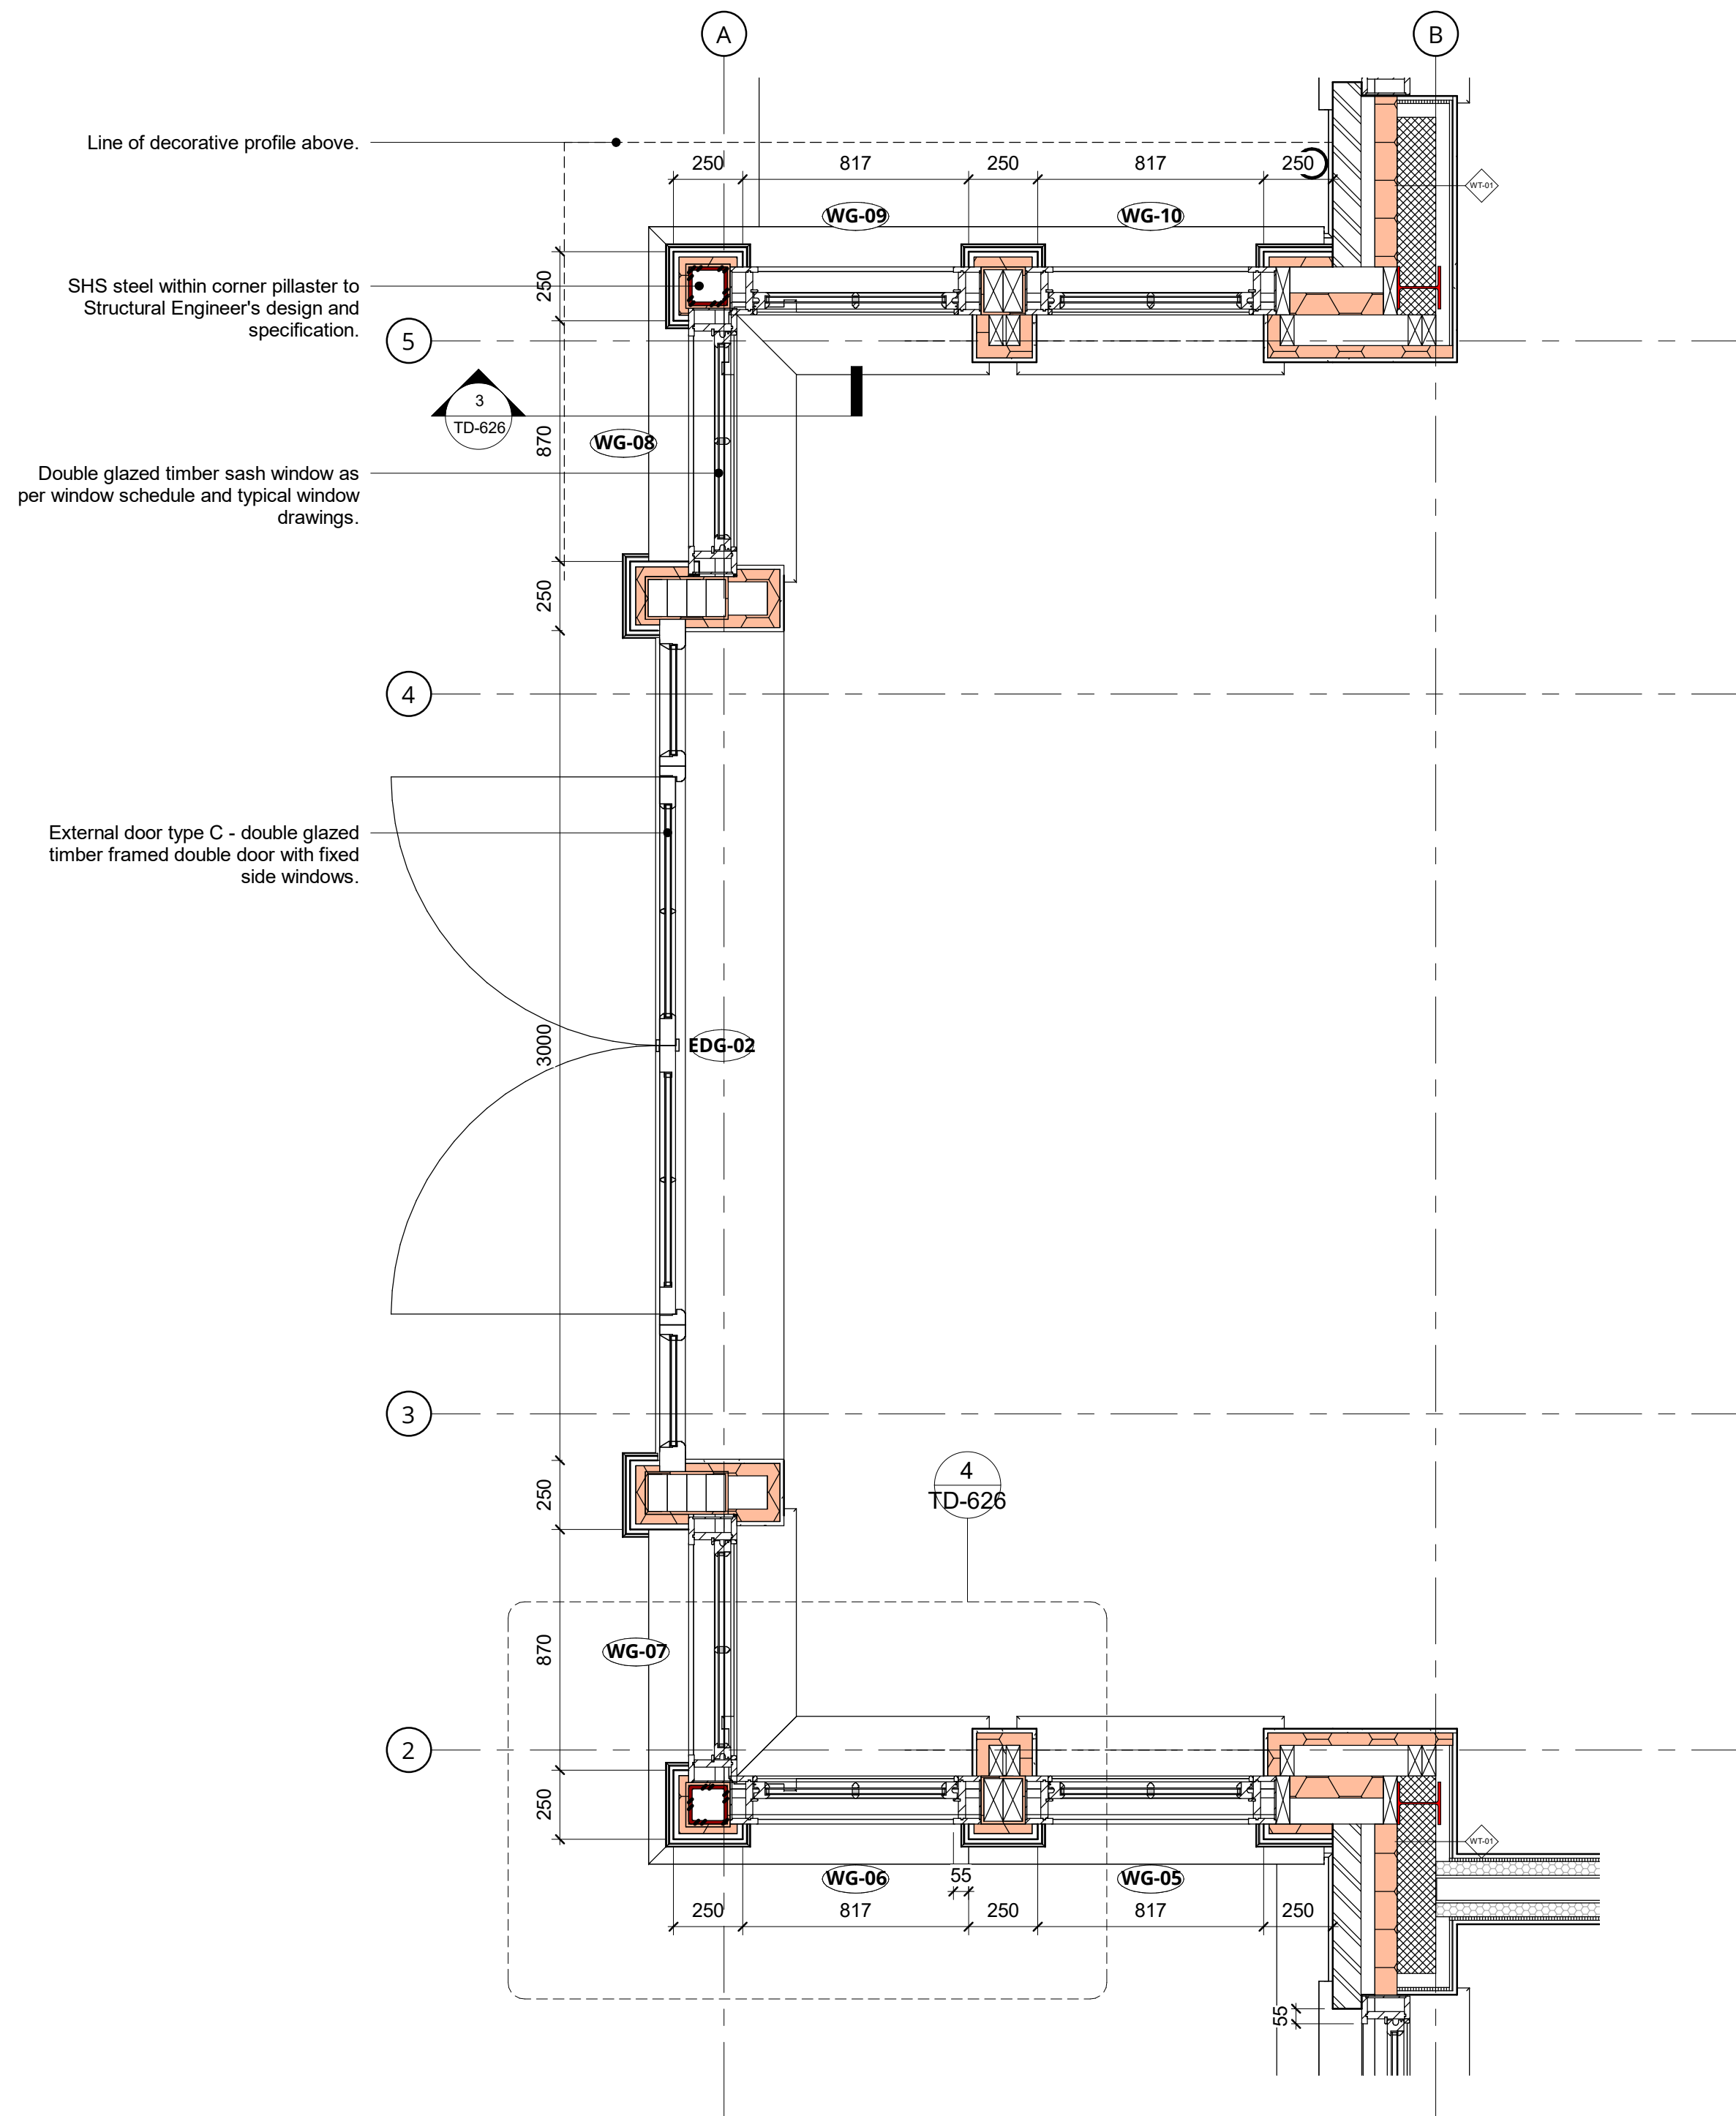 A
B
Line of decorative profile above.
250
817
250
817
250
WT-01
WG-09
WG-10
250
SHS steel within corner pillaster to
Structural Engineer's design and
specification.
5
3
TD-626
870
WG-08
Double glazed timber sash window as
per window schedule and typical window
drawings.
250
4
External door type C - double glazed
timber framed double door with fixed
side windows.
3000
EDG-02
3
4
TD-626
250
870
WG-07
2
250
WT-01
WG-06
55
WG-05
250
817
250
817
250
55